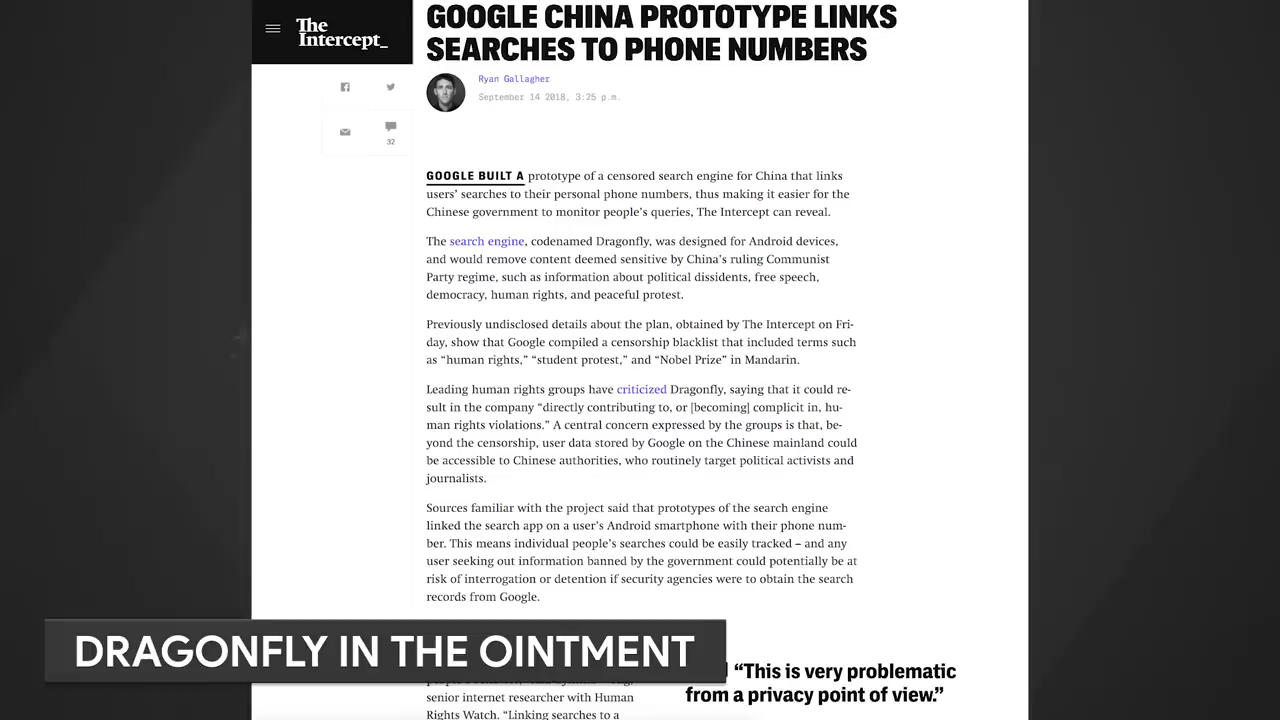 The
Intercept_
GOOGLE CHINA PROTOTYPE LINKS
SEARCHES TO PHONE NUMBERS
Ryan Gallagher
September 14 2018, 3:25 p.m.
32
GOOGLE BUILT A prototype of a censored search engine for China that links
users’ searches to their personal phone numbers, thus making it easier for the
Chinese government to monitor people’s queries, The Intercept can reveal.
The search engine, codenamed Dragonfly, was designed for Android devices,
and would remove content deemed sensitive by China’s ruling Communist
Party regime, such as information about political dissidents, free speech,
democracy, human rights, and peaceful protest.
Previously undisclosed details about the plan, obtained by The Intercept on Fri-
day, show that Google compiled a censorship blacklist that included terms such
as “human rights,” “student protest,” and “Nobel Prize” in Mandarin.
Leading human rights groups have criticized Dragonfly, saying that it could re-
sult in the company “directly contributing to, or [becoming] complicit in, hu-
man rights violations.” A central concern expressed by the groups is that, be-
yond the censorship, user data stored by Google on the Chinese mainland could
be accessible to Chinese authorities, who routinely target political activists and
journalists.
Sources familiar with the project said that prototypes of the search engine
linked the search app on a user’s Android smartphone with their phone num-
ber. This means individual people’s searches could be easily tracked – and any
user seeking out information banned by the government could potentially be at
risk of interrogation or detention if security agencies were to obtain the search
records from Google.
DRAGONFLY IN THE OINTMENT
senior internet researcher with Human
Rights Watch. “Linking searches to a
“This is very problematic
from a privacy point of view.”